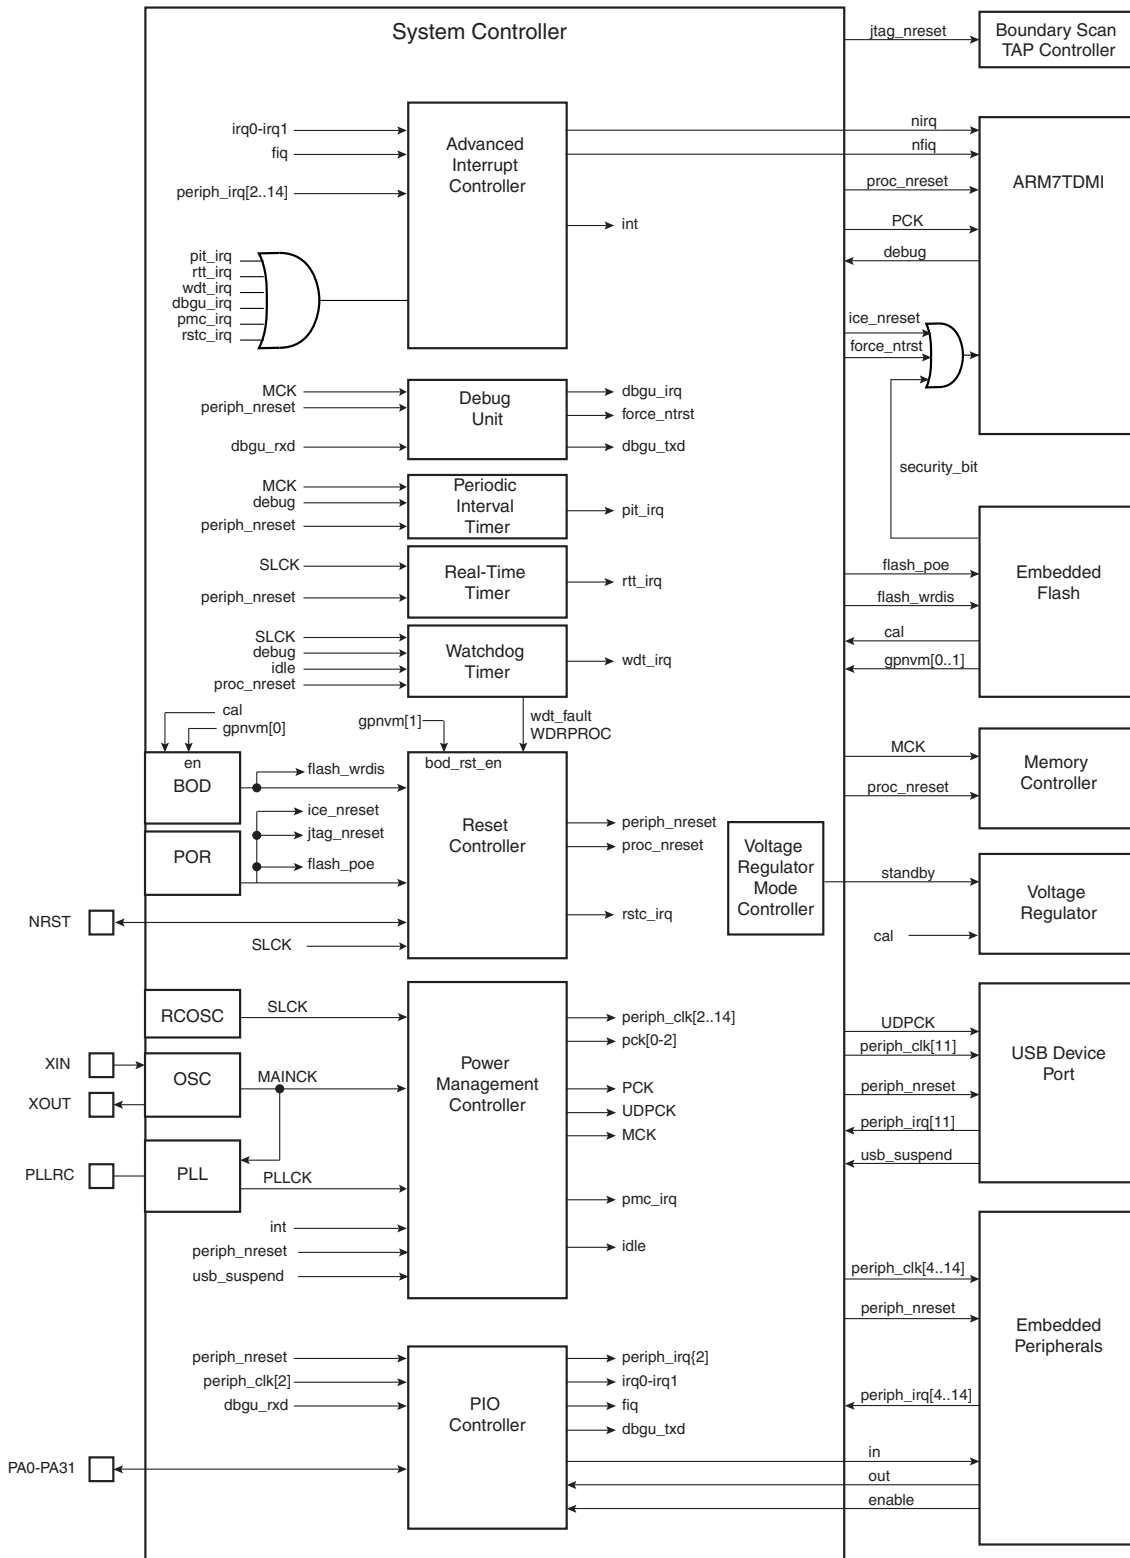 System Controller
jtag_nreset
Boundary Scan
TAP Controller
irq0-irq1
fiq
periph_irq[2..14]
pit_irq
rtt_irq
wdt_irq
dbgu_irq
pmc_irq
rstc_irq
Advanced
Interrupt
Controller
int
nirq
nfiq
proc_nreset
PCK
debug
ice_nreset
force_ntrst
security_bit
ARM7TDMI
MCK
periph_nreset
dbgu_rxd
Debug
Unit
dbgu_irq
force_ntrst
dbgu_txd
MCK
debug
periph_nreset
Periodic
Interval
Timer
pit_irq
SLCK
periph_nreset
Real-Time
Timer
rtt_irq
flash_poe
flash_wrdis
cal
gpnvm[0..1]
Embedded
Flash
SLCK
debug
idle
proc_nreset
Watchdog
Timer
wdt_irq
cal
gpnvm[0]
gpnvm[1]
wdt_fault
WDRPROC
en
BOD
bod_rst_en
flash_wrdis
ice_nreset
jtag_nreset
flash_poe
POR
Reset
Controller
periph_nreset
proc_nreset
rstc_irq
NRST
SLCK
MCK
proc_nreset
Memory
Controller
Voltage
Regulator
Mode
Controller
standby
cal
Voltage
Regulator
RCOSC
SLCK
XIN
OSC
MAINCK
XOUT
PLLRC
PLL
PLLCK
int
periph_nreset
usb_suspend
Power
Management
Controller
periph_clk[2..14]
pck[0-2]
PCK
UDPCK
MCK
pmc_irq
idle
UDPCK
periph_clk[11]
periph_nreset
periph_irq[11]
usb_suspend
USB Device
Port
periph_nreset
periph_clk[2]
dbgu_rxd
PA0-PA31
PIO
Controller
periph_irq{2]
irq0-irq1
fiq
dbgu_txd
periph_clk[4..14]
periph_nreset
periph_irq[4..14]
in
out
enable
Embedded
Peripherals